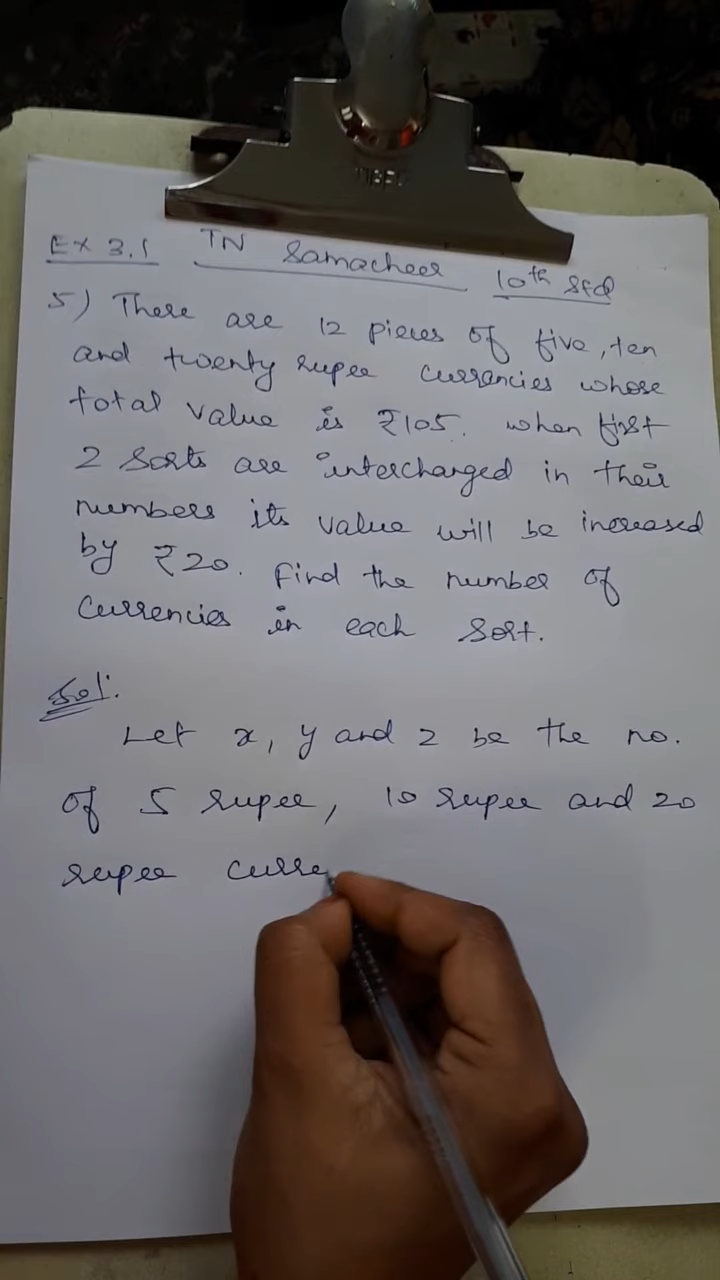 Ex 3.1 TN Samacheer 10th std
5) There are 12 pieces of five, ten
and twenty rupee currencies whose
total value is ₹105. when first
2 sorts are interchanged in their
numbers its value will be increased
by ₹20. Find the number of
currencies in each sort.
Sol:
Let x, y and z be the no.
of 5 rupee, 10 rupee and 20
rupee curre